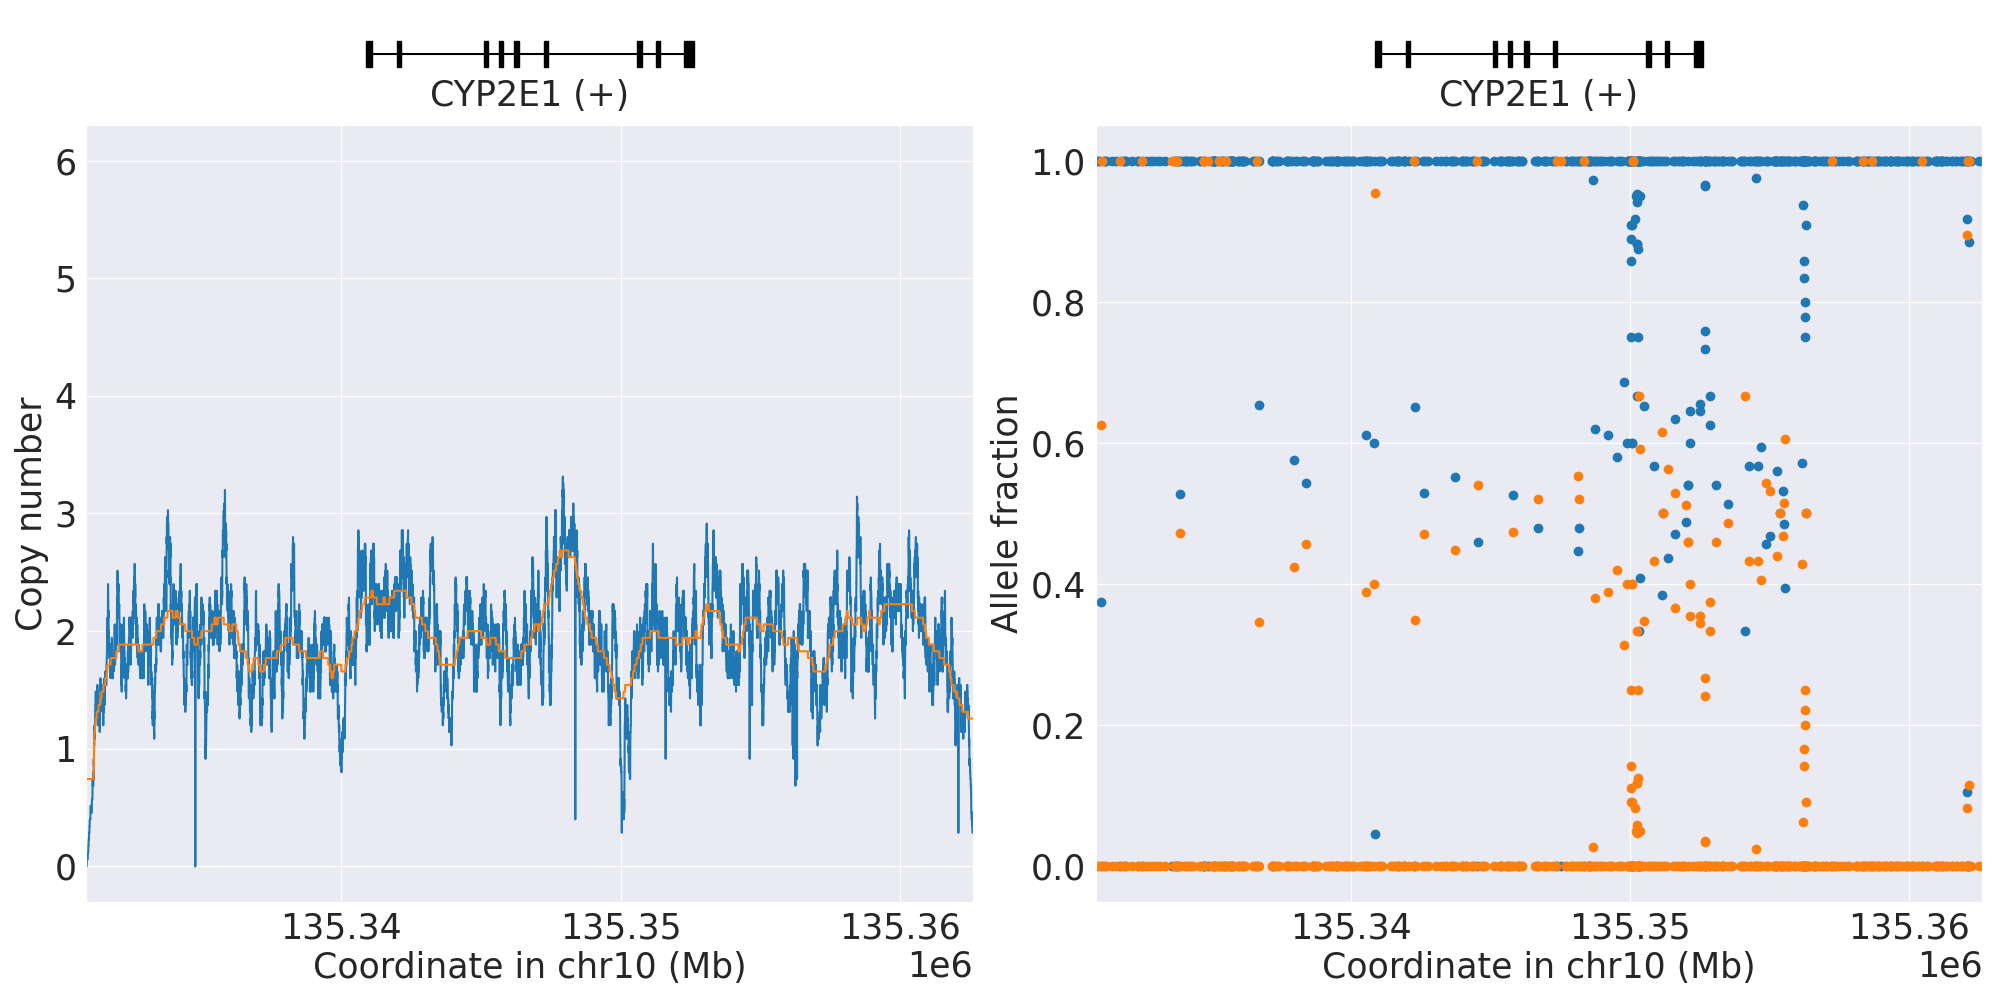 CYP2E1 (+)
6
5
4
3
2
1
0
Copy number
135.34 135.35 135.36
Coordinate in chr10 (Mb)
1e6
CYP2E1 (+)
1.0
0.8
0.6
0.4
0.2
0.0
Allele fraction
135.34 135.35 135.36
Coordinate in chr10 (Mb)
1e6